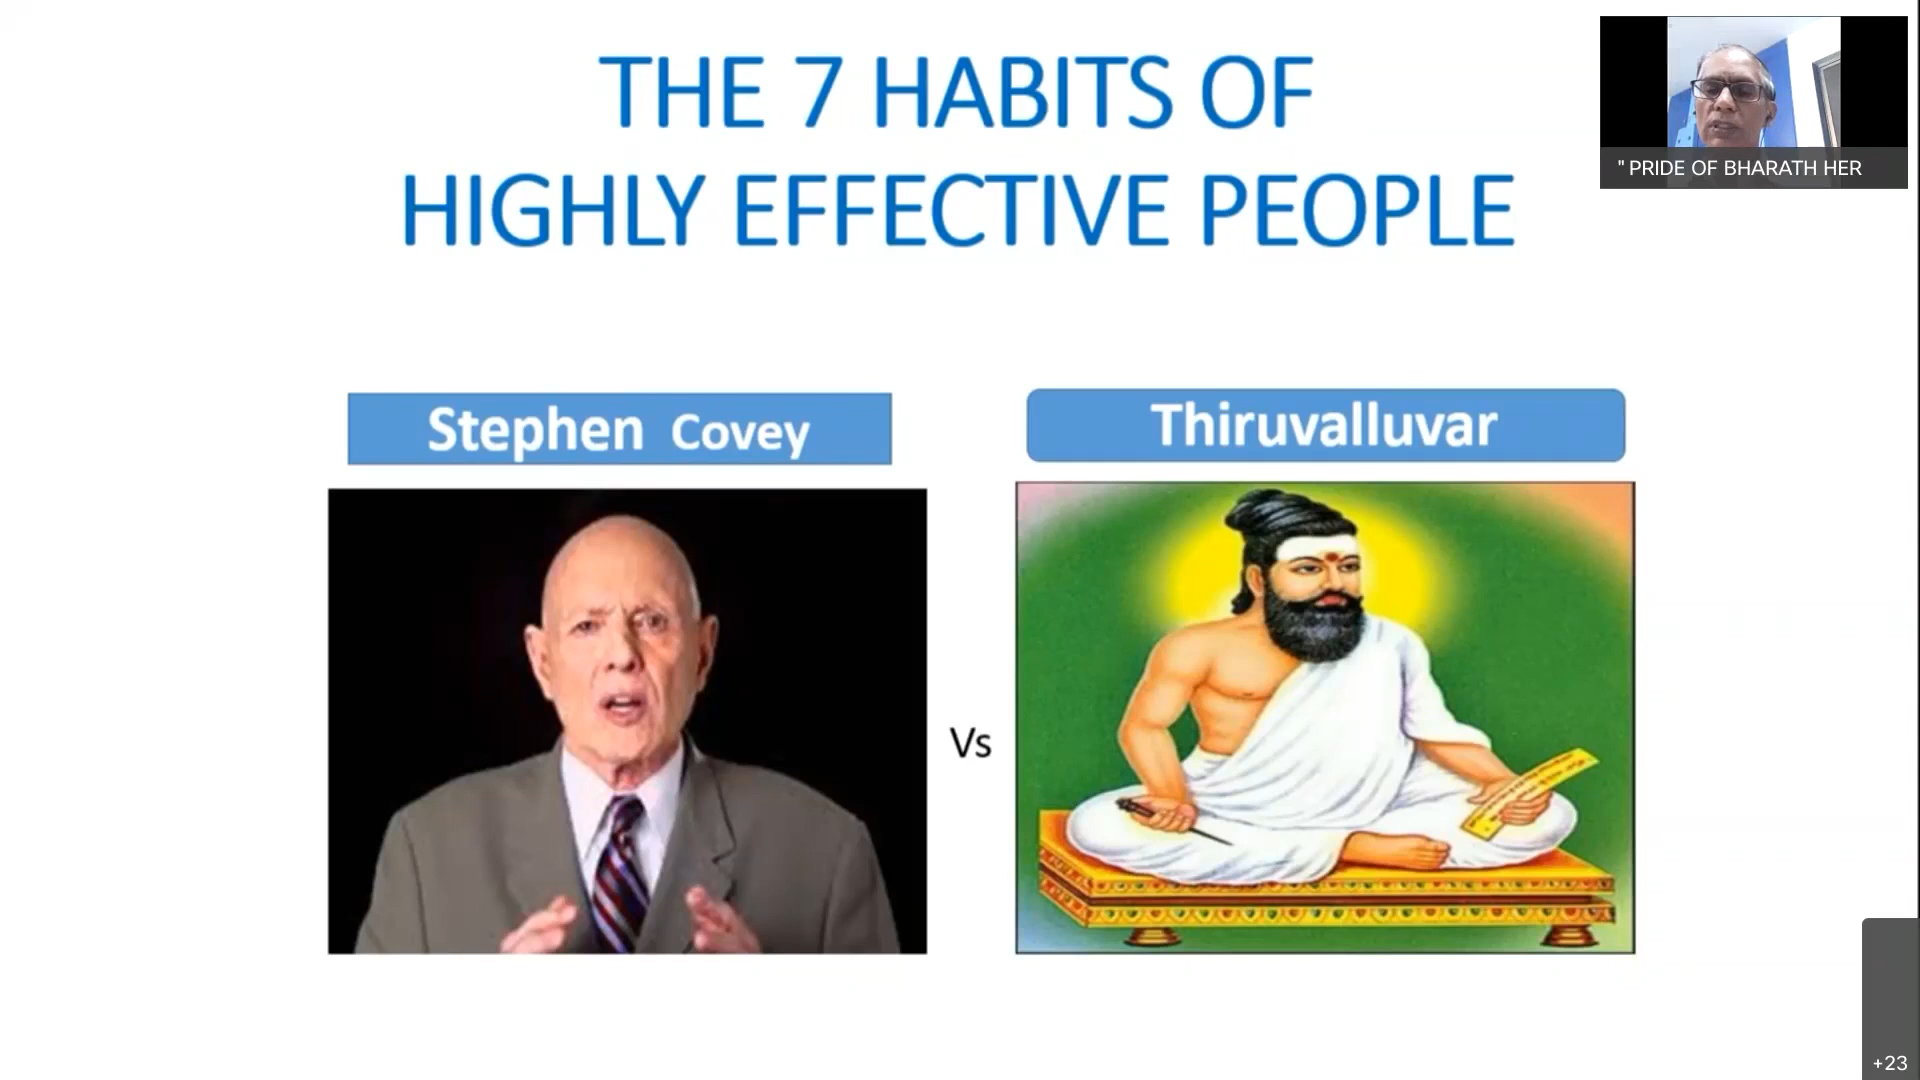 THE 7 HABITS OF
HIGHLY EFFECTIVE PEOPLE
" PRIDE OF BHARATH HER
Stephen Covey
Thiruvalluvar
Vs
+23